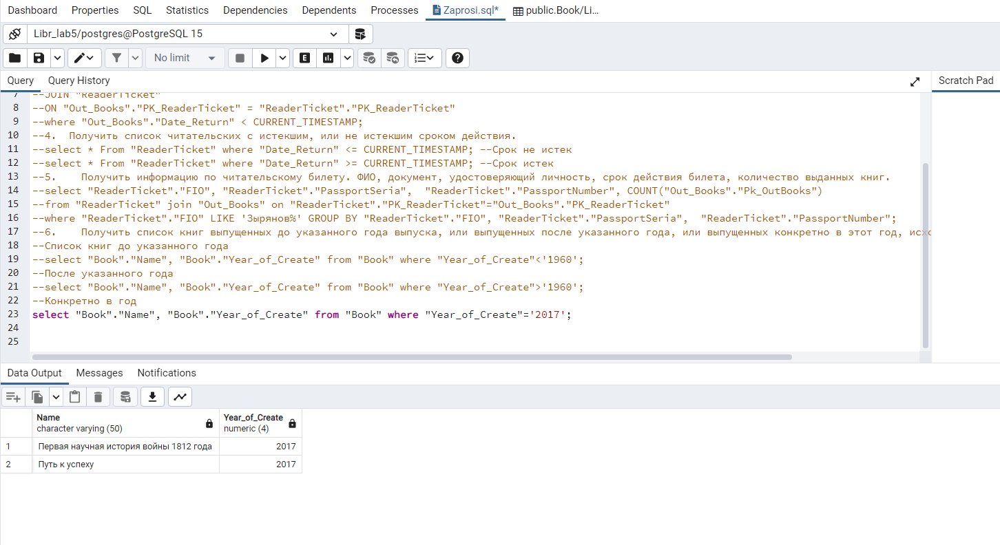 Dashboard Properties SQL Statistics Dependencies Dependents Processes Zaprosi.sql* public.Book/Li...
Libr_lab5/postgres@PostgreSQL 15
No limit E
Query Query History Scratch Pad
7 --JOIN "ReaderTicket"
8 --ON "Out_Books"."PK_ReaderTicket" = "ReaderTicket"."PK_ReaderTicket"
9 --where "Out_Books"."Date_Return" < CURRENT_TIMESTAMP;
10 --4.  Получить список читательских с истекшим, или не истекшим сроком действия.
11 --select * From "ReaderTicket" where "Date_Return" <= CURRENT_TIMESTAMP; --Срок не истек
12 --select * From "ReaderTicket" where "Date_Return" >= CURRENT_TIMESTAMP; --Срок истек
13 --5.    Получить информацию по читательскому билету. ФИО, документ, удостоверяющий личность, срок действия билета, количество выданных книг.
14 --select "ReaderTicket"."FIO", "ReaderTicket"."PassportSeria",  "ReaderTicket"."PassportNumber", COUNT("Out_Books"."Pk_OutBooks")
15 --from "ReaderTicket" join "Out_Books" on "ReaderTicket"."PK_ReaderTicket"="Out_Books"."PK_ReaderTicket"
16 --where "ReaderTicket"."FIO" LIKE 'Зырянов%' GROUP BY "ReaderTicket"."FIO", "ReaderTicket"."PassportSeria",  "ReaderTicket"."PassportNumber";
17 --6.    Получить список книг выпущенных до указанного года выпуска, или выпущенных после указанного года, или выпущенных конкретно в этот год, исхо
18 --Список книг до указанного года
19 --select "Book"."Name", "Book"."Year_of_Create" from "Book" where "Year_of_Create"<'1960';
20 --После указанного года
21 --select "Book"."Name", "Book"."Year_of_Create" from "Book" where "Year_of_Create">'1960';
22 --Конкретно в год
23 select "Book"."Name", "Book"."Year_of_Create" from "Book" where "Year_of_Create"='2017';
24
25
Data Output Messages Notifications
Name Year_of_Create
character varying (50) numeric (4)
1 Первая научная история войны 1812 года 2017
2 Путь к успеху 2017